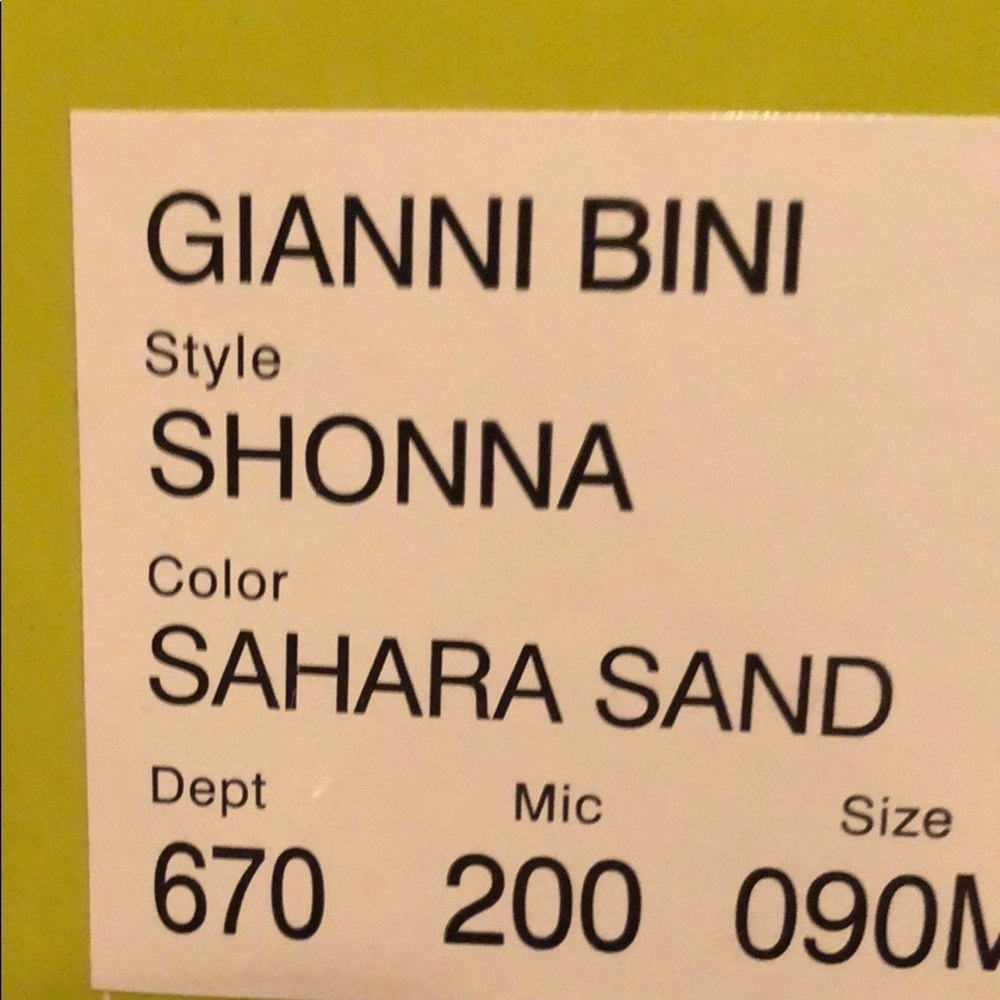 GIANNI BINI
Style
SHONNA
Color
SAHARA SAND
Dept Mic Size
670 200 090M